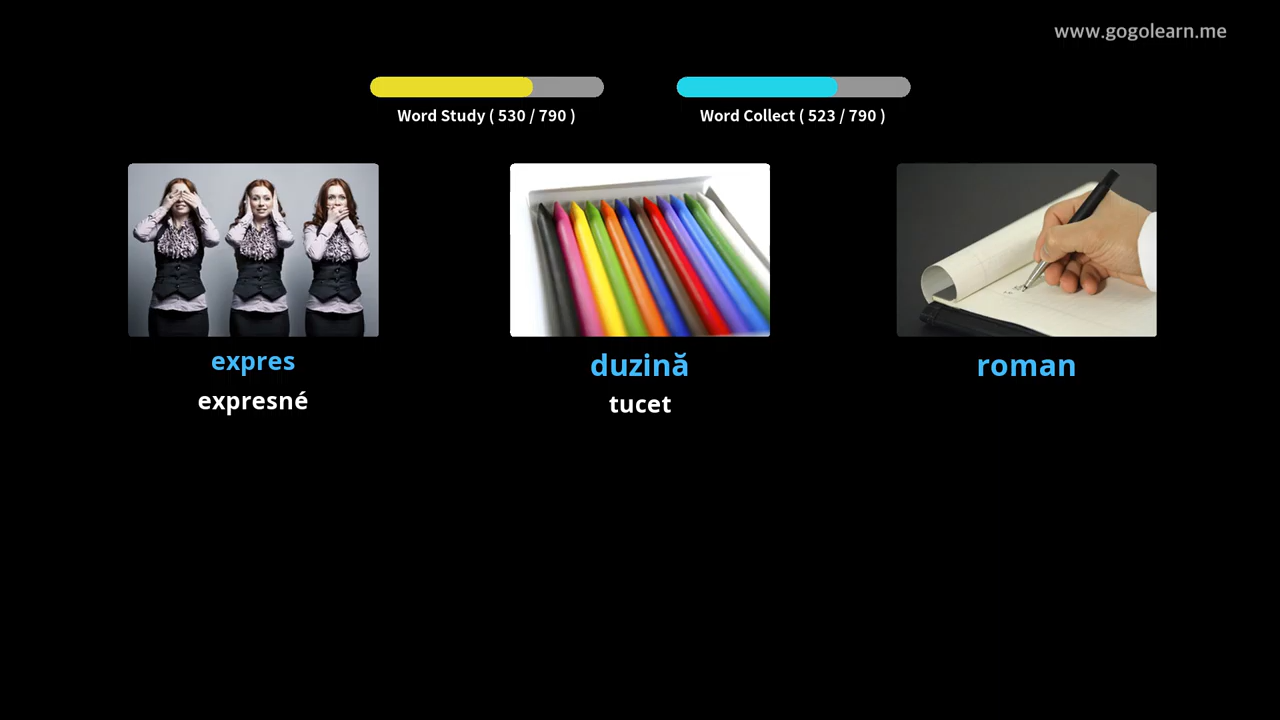 www.gogolearn.me
Word Study ( 530 / 790 )
Word Collect ( 523 / 790 )
expres
expresné
duzină
tucet
roman